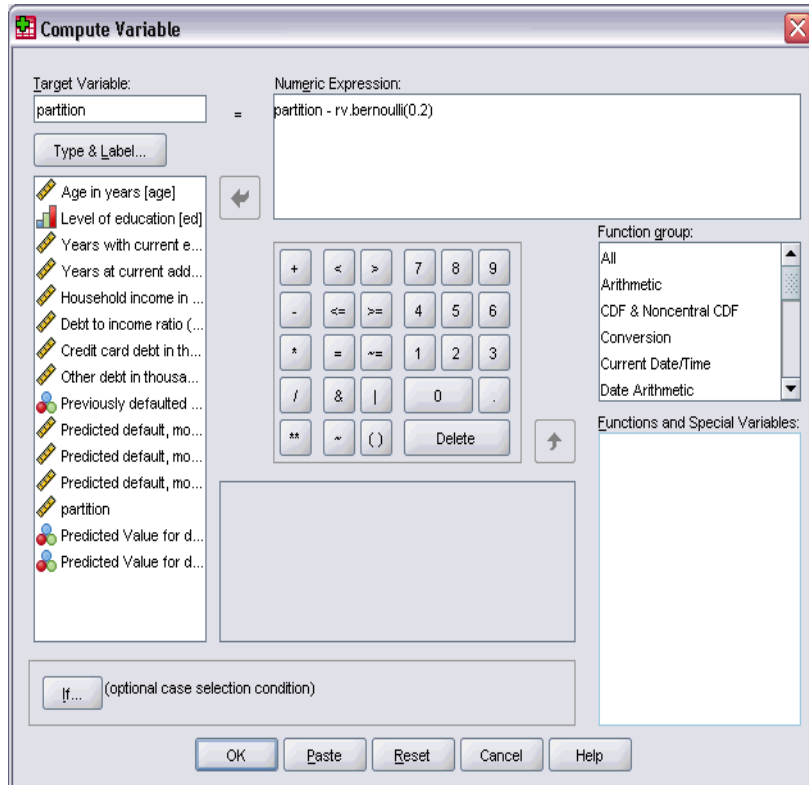 Compute Variable
Target Variable:
partition
=
Numeric Expression:
partition - rv.bernoulli(0.2)
Type & Label...
Age in years [age]
Level of education [ed]
Years with current e...
Years at current add...
Household income in ...
Debt to income ratio (...
Credit card debt in th...
Other debt in thousa...
Previously defaulted ...
Predicted default, mo...
Predicted default, mo...
Predicted default, mo...
partition
Predicted Value for d...
Predicted Value for d...
+ < > 7 8 9
- <= >= 4 5 6
* = ~= 1 2 3
/ & | 0 .
** ~ ( ) Delete
Function group:
All
Arithmetic
CDF & Noncentral CDF
Conversion
Current Date/Time
Date Arithmetic
Functions and Special Variables:
If... (optional case selection condition)
OK Paste Reset Cancel Help